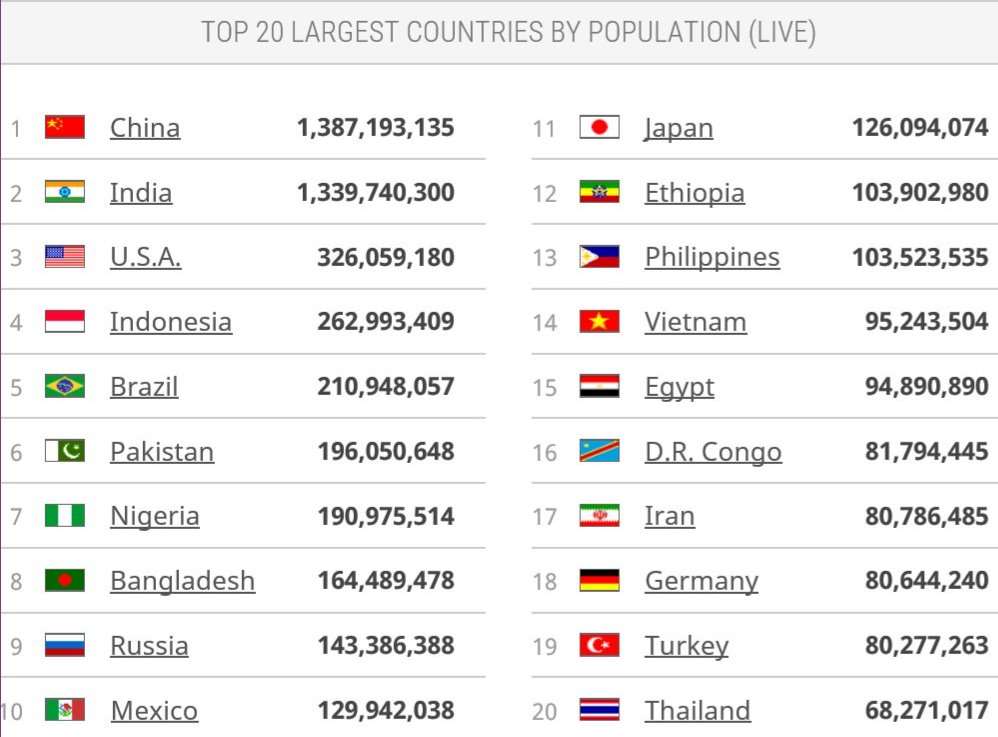 TOP 20 LARGEST COUNTRIES BY POPULATION (LIVE)
1 China 1,387,193,135
2 India 1,339,740,300
3 U.S.A. 326,059,180
4 Indonesia 262,993,409
5 Brazil 210,948,057
6 Pakistan 196,050,648
7 Nigeria 190,975,514
8 Bangladesh 164,489,478
9 Russia 143,386,388
10 Mexico 129,942,038
11 Japan 126,094,074
12 Ethiopia 103,902,980
13 Philippines 103,523,535
14 Vietnam 95,243,504
15 Egypt 94,890,890
16 D.R. Congo 81,794,445
17 Iran 80,786,485
18 Germany 80,644,240
19 Turkey 80,277,263
20 Thailand 68,271,017